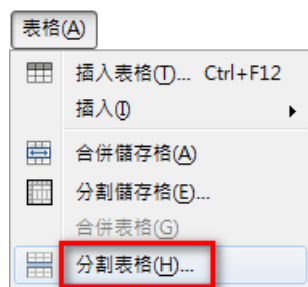 表格(A)
插入表格(T)... Ctrl+F12
插入(I)
合併儲存格(A)
分割儲存格(E)...
合併表格(G)
分割表格(H)...